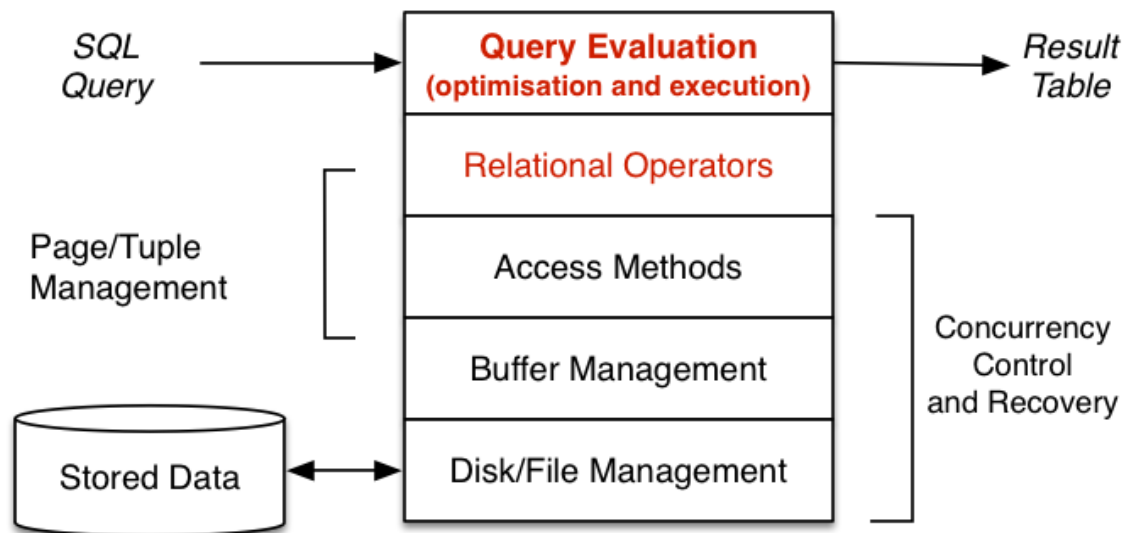 SQL
Query
Query Evaluation
(optimisation and execution)
Result
Table
Relational Operators
Page/Tuple
Management
Access Methods
Buffer Management
Concurrency
Control
and Recovery
Stored Data
Disk/File Management